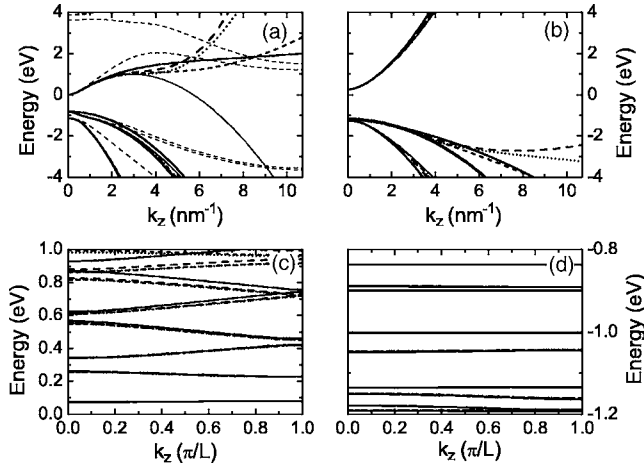 4 (a) (b) 4
2 2
0 0
-2 -2
-4 -4
Energy (eV) Energy (eV)
0 2 4 6 8 10 0 2 4 6 8 10
k_z (nm⁻¹) k_z (nm⁻¹)
1.0 (c) (d) -0.8
0.8
0.6 -1.0
0.4
0.2
0.0 -1.2
Energy (eV) Energy (eV)
0.0 0.2 0.4 0.6 0.8 1.0 0.0 0.2 0.4 0.6 0.8 1.0
k_z (π/L) k_z (π/L)